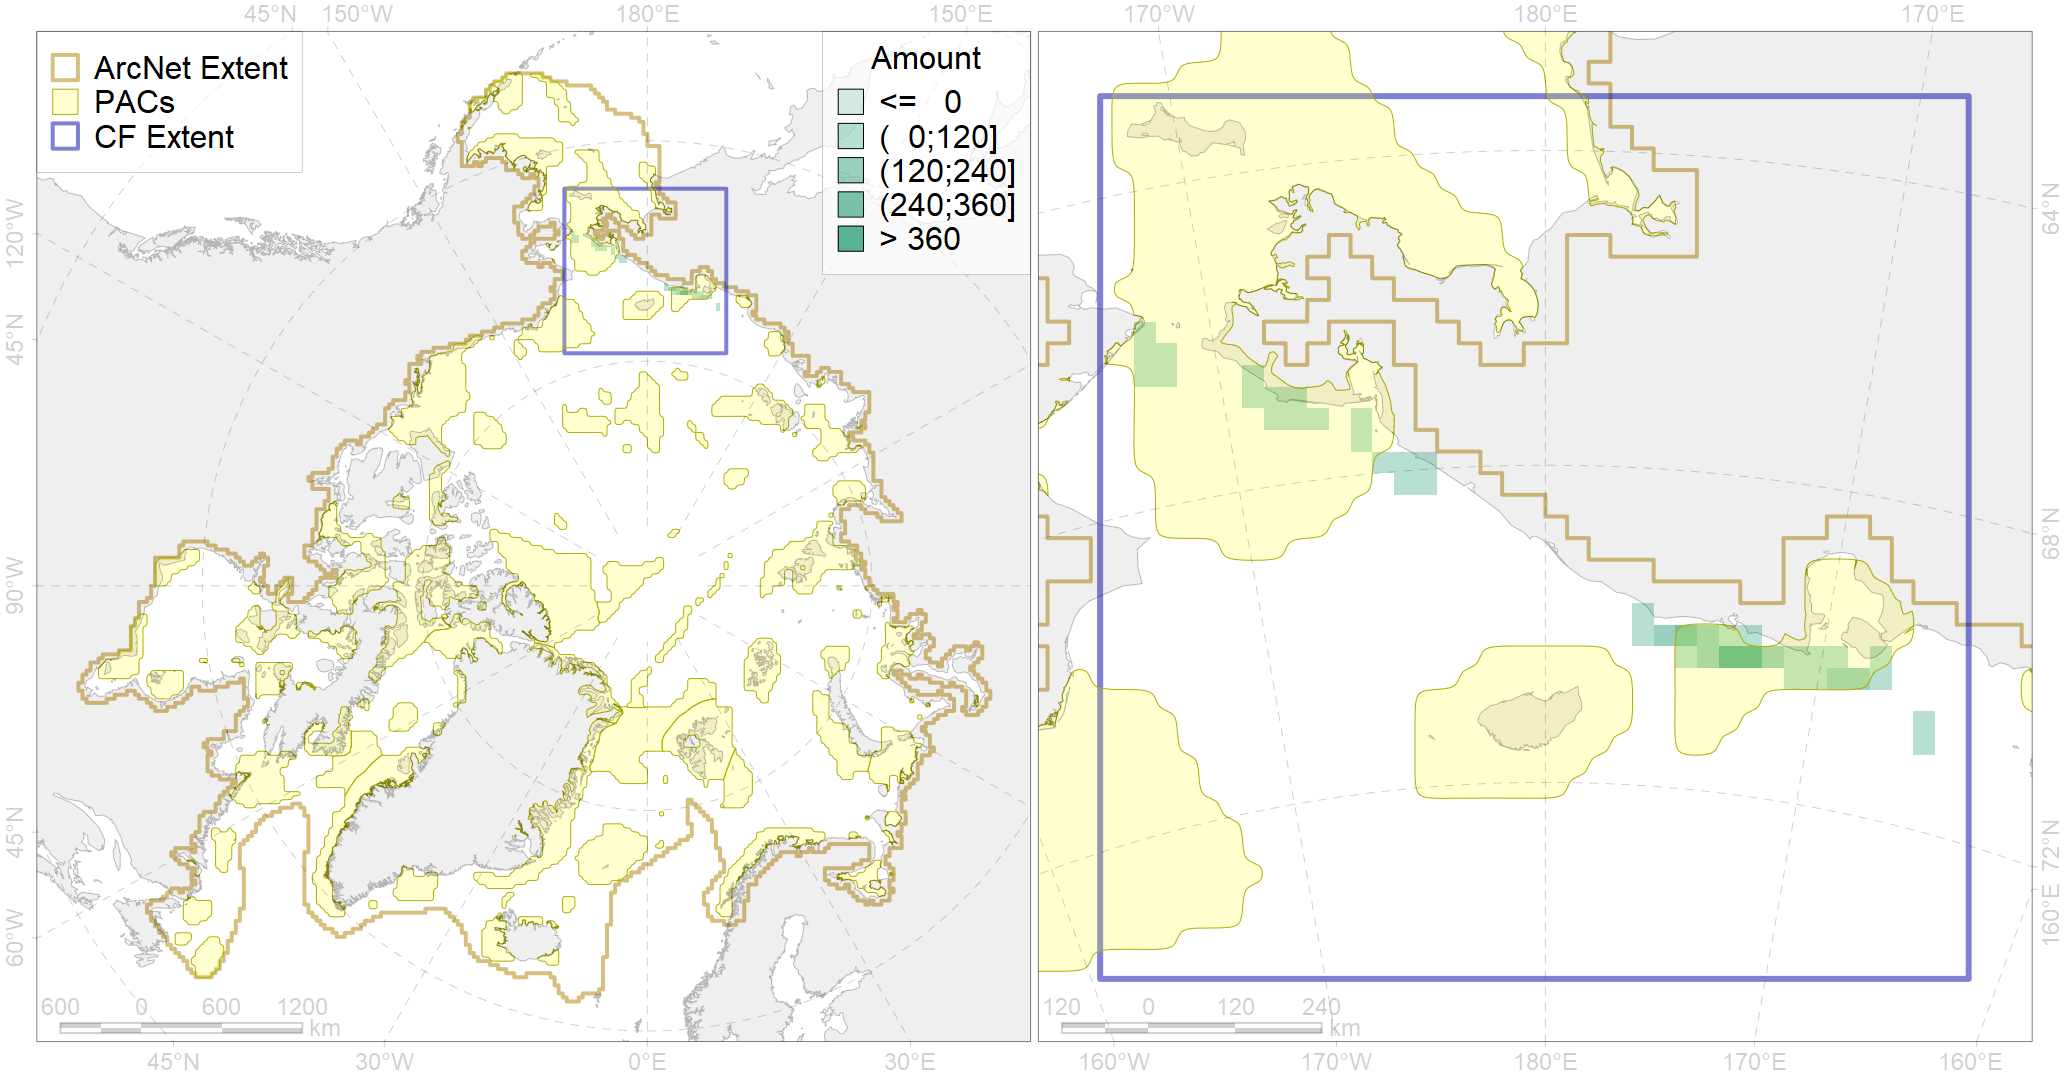 45°N 150°W 180°E 150°E 170°W 180°E 170°E
ArcNet Extent
PACs
CF Extent
Amount
<= 0
( 0;120]
(120;240]
(240;360]
> 360
120°W
45°N
90°W
45°N
60°W
64°N
68°N
72°N
160°E
600 0 600 1200
km
120 0 120 240
km
45°N 30°W 0°E 30°E 160°W 170°W 180°E 170°E 160°E